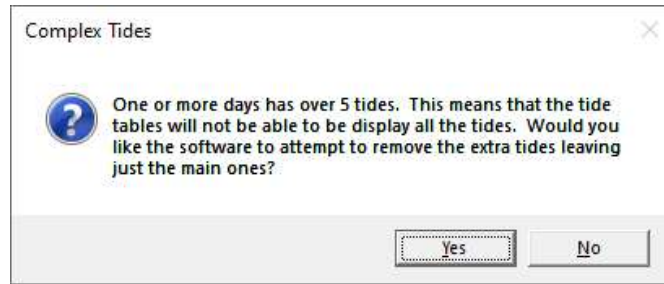 Complex Tides
One or more days has over 5 tides. This means that the tide
tables will not be able to be display all the tides. Would you
like the software to attempt to remove the extra tides leaving
just the main ones?
Yes
No